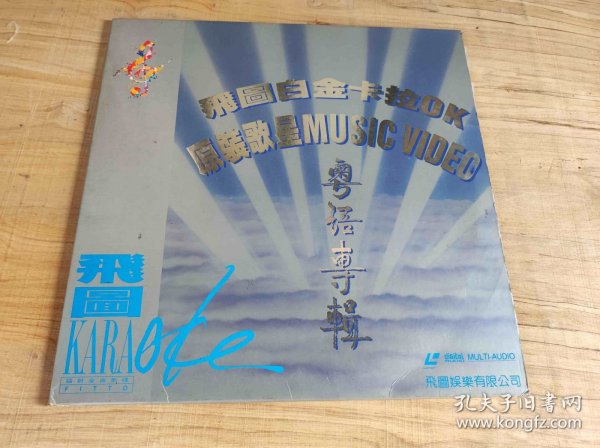 飛圖白金卡拉OK
原裝歌星MUSIC VIDEO
粵語專輯
飛圖
KARAoke
FITTO
MULTI-AUDIO
飛圖娛樂有限公司
孔夫子旧书网
www.kongfz.com